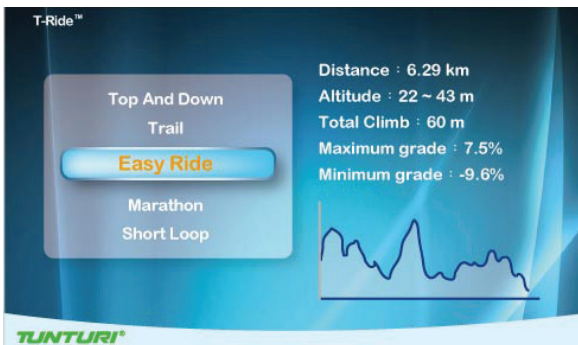 T-Ride™
Top And Down
Trail
Easy Ride
Marathon
Short Loop
Distance : 6.29 km
Altitude : 22 ~ 43 m
Total Climb : 60 m
Maximum grade : 7.5%
Minimum grade : -9.6%
TUNTURI®